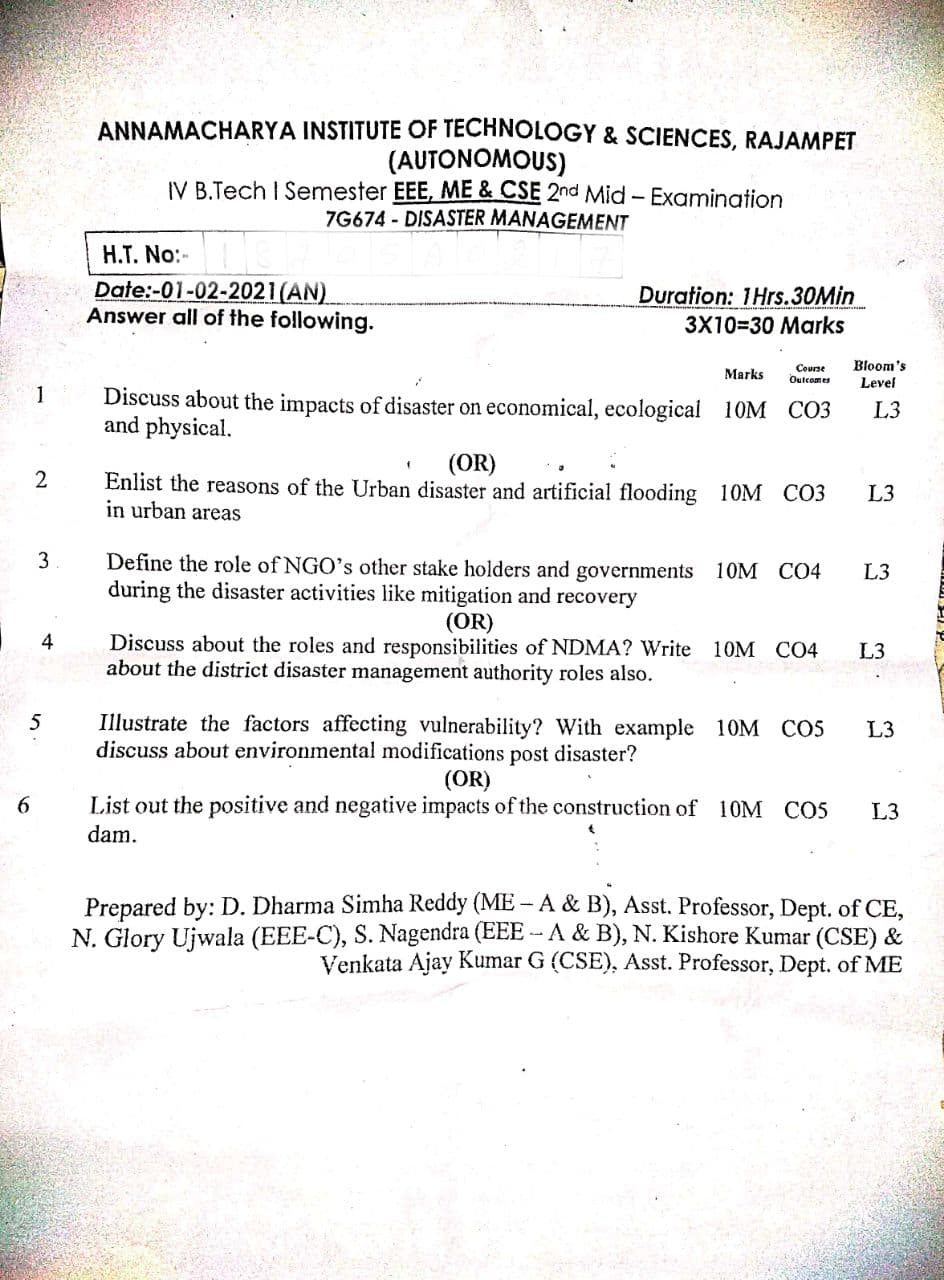 ANNAMACHARYA INSTITUTE OF TECHNOLOGY & SCIENCES, RAJAMPET
(AUTONOMOUS)
IV B.Tech I Semester EEE, ME & CSE 2nd Mid – Examination
7G674 - DISASTER MANAGEMENT
H.T. No:-
Date:-01-02-2021(AN) Duration: 1Hrs.30Min
Answer all of the following. 3X10=30 Marks
Marks Course Outcomes Bloom's Level
1 Discuss about the impacts of disaster on economical, ecological 10M CO3 L3
and physical.
(OR)
2 Enlist the reasons of the Urban disaster and artificial flooding 10M CO3 L3
in urban areas
3 Define the role of NGO's other stake holders and governments 10M CO4 L3
during the disaster activities like mitigation and recovery
(OR)
4 Discuss about the roles and responsibilities of NDMA? Write 10M CO4 L3
about the district disaster management authority roles also.
5 Illustrate the factors affecting vulnerability? With example 10M CO5 L3
discuss about environmental modifications post disaster?
(OR)
6 List out the positive and negative impacts of the construction of 10M CO5 L3
dam.
Prepared by: D. Dharma Simha Reddy (ME – A & B), Asst. Professor, Dept. of CE,
N. Glory Ujwala (EEE-C), S. Nagendra (EEE – A & B), N. Kishore Kumar (CSE) &
Venkata Ajay Kumar G (CSE), Asst. Professor, Dept. of ME